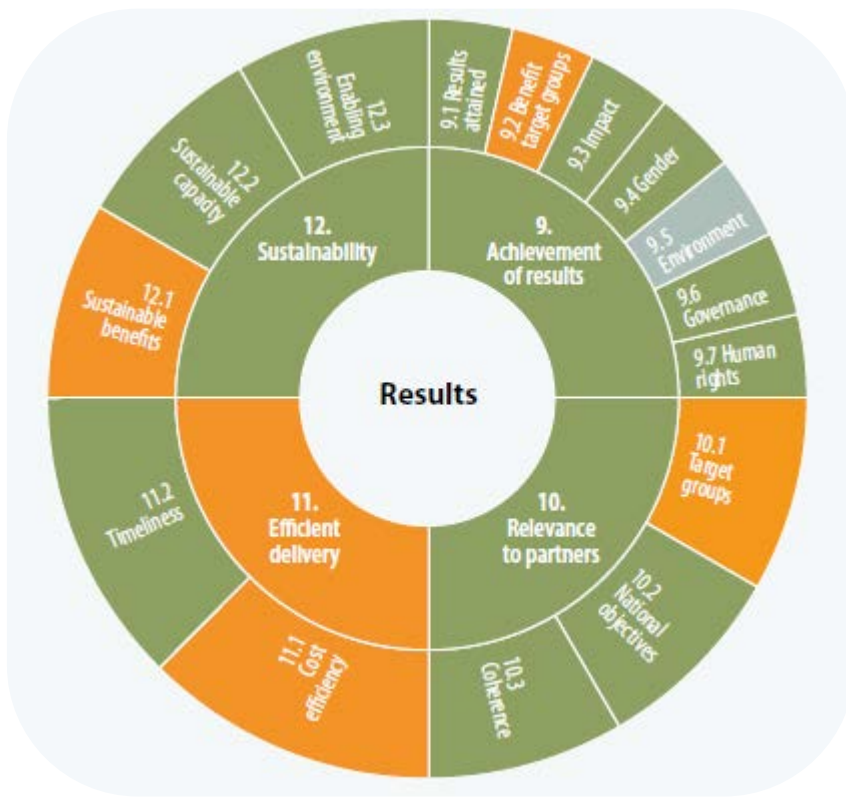 Results
9.
Achievement
of results
9.1 Results
attained
9.2 Benefit
target groups
9.3 Impact
9.4 Gender
9.5
Environment
9.6
Governance
9.7 Human
rights
10.
Relevance
to partners
10.1
Target
groups
10.2
National
objectives
10.3
Coherence
11.
Efficient
delivery
11.1
Cost
efficiency
11.2
Timeliness
12.
Sustainability
12.1
Sustainable
benefits
12.2
Sustainable
capacity
12.3
Enabling
environment